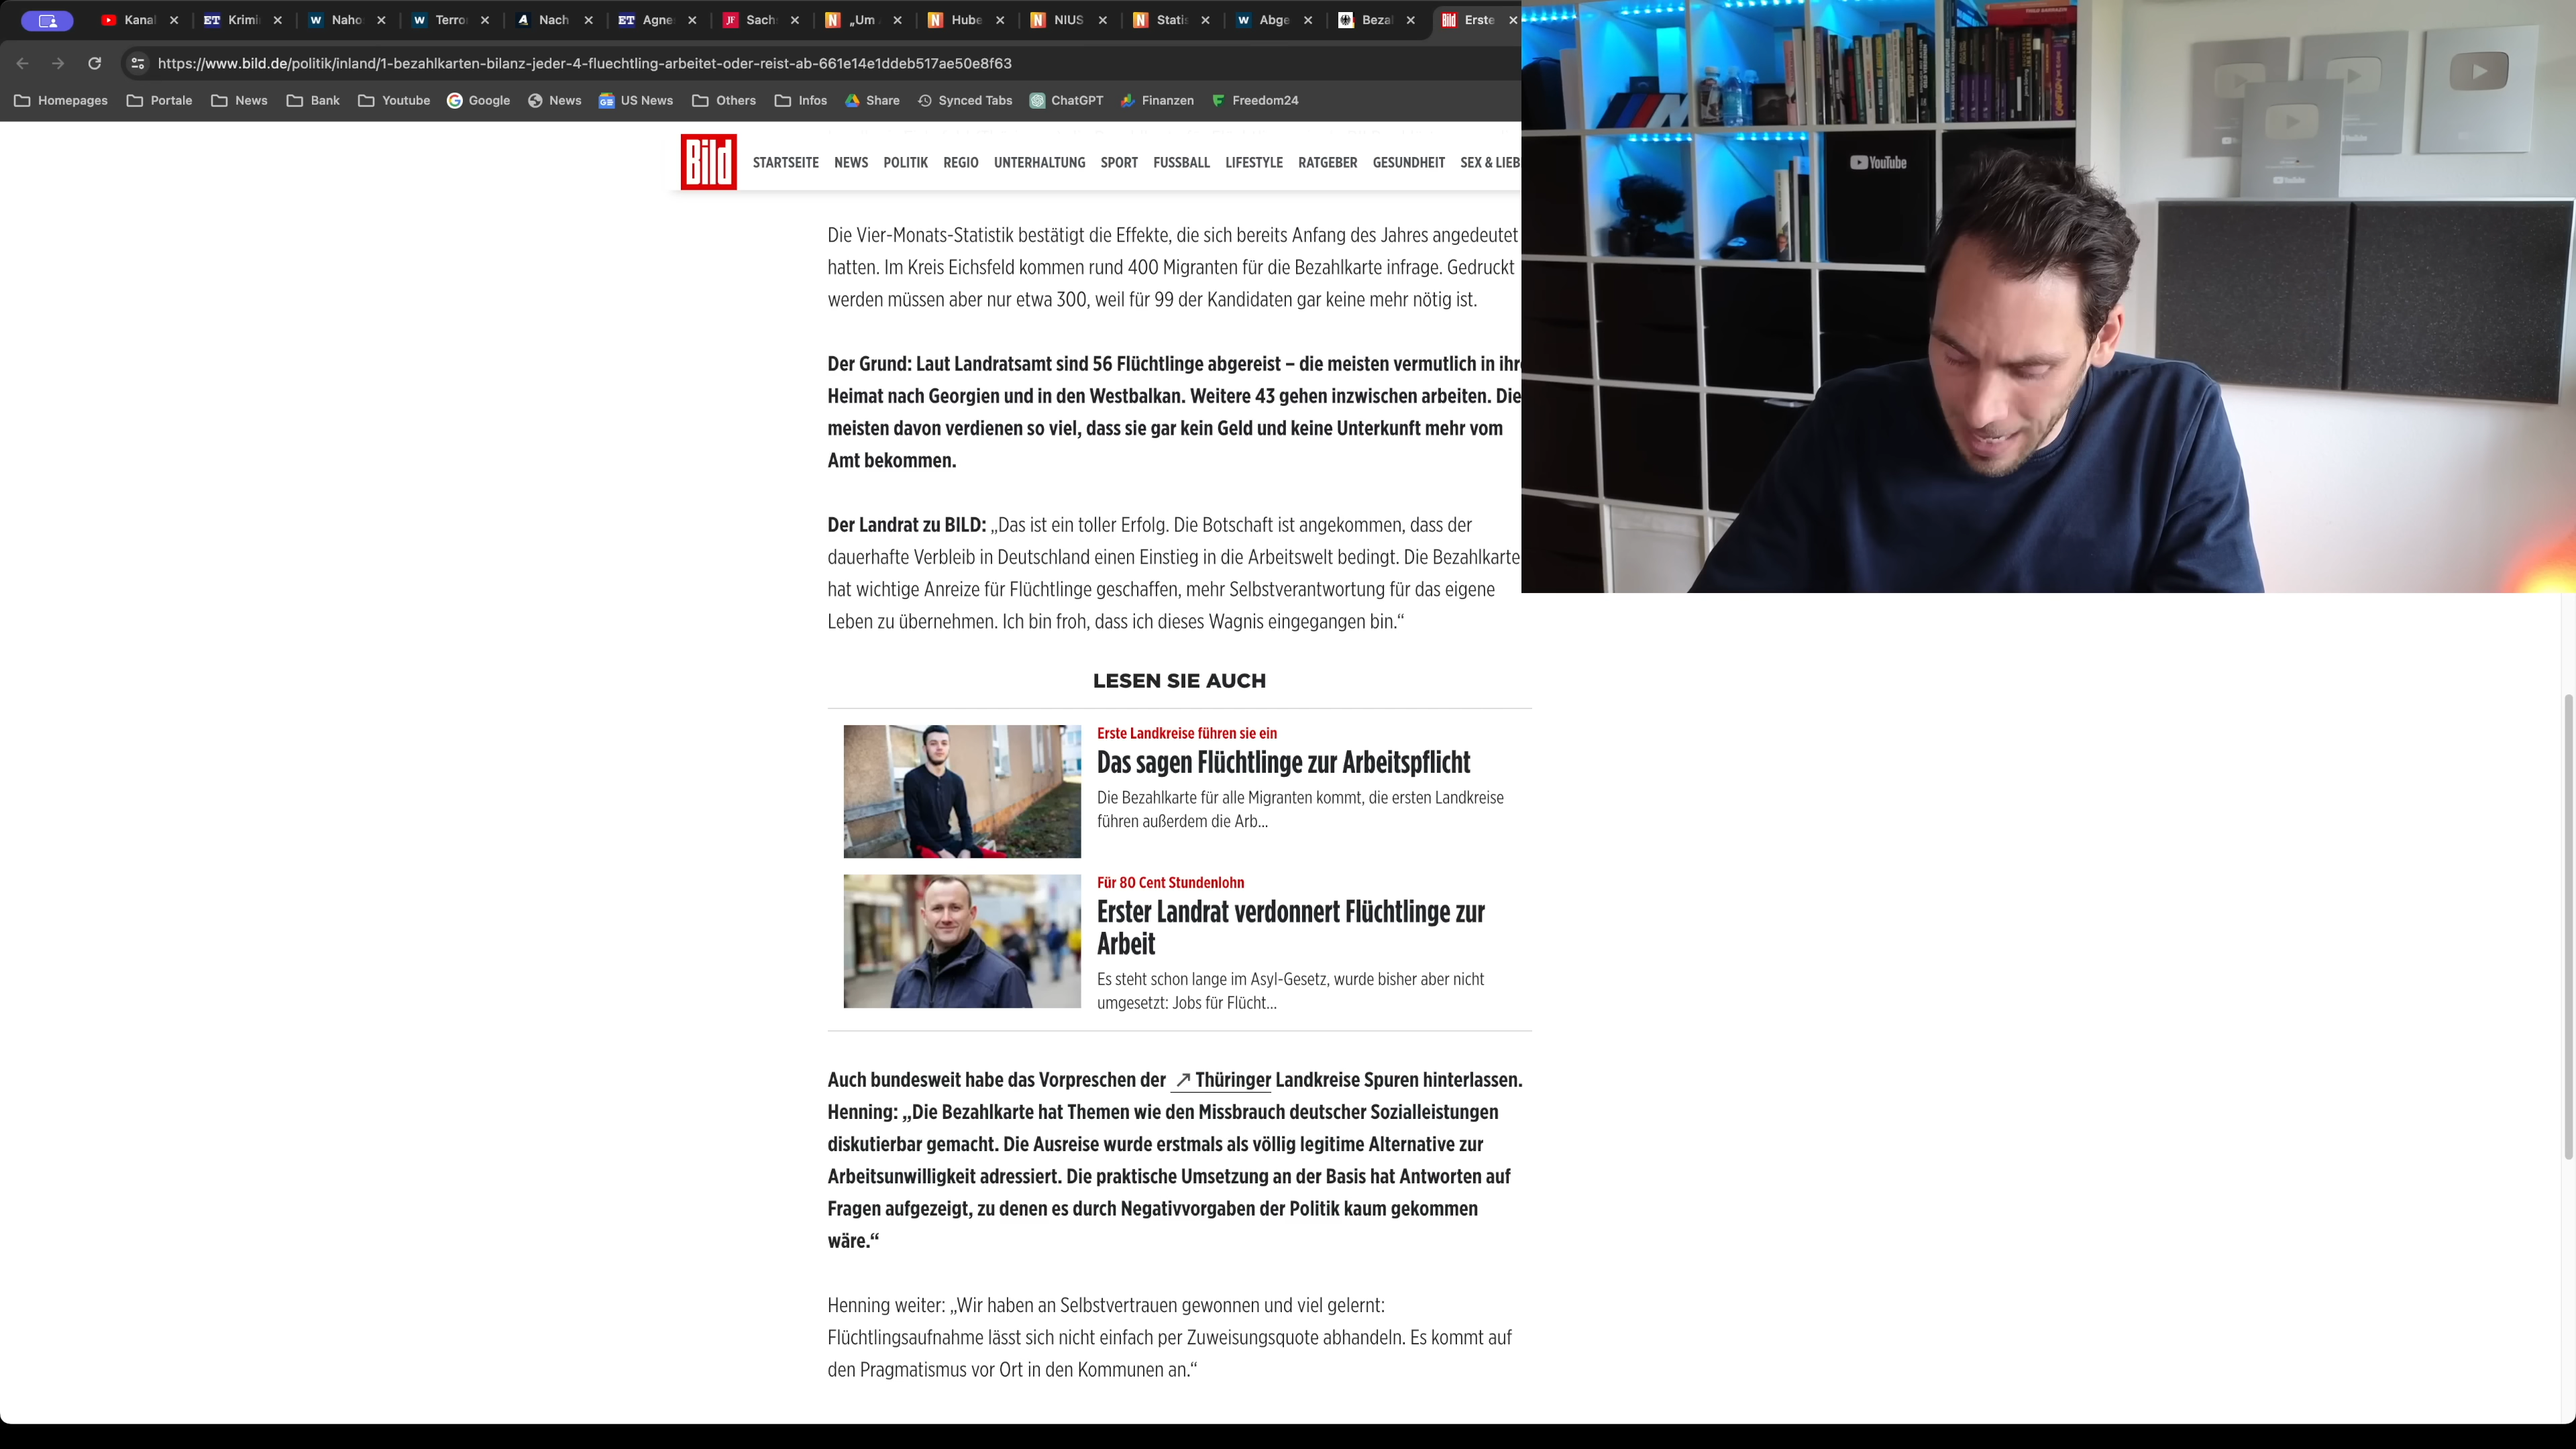 Kanal
ET Krimi
W Naho
W Terro
A Nach
ET Agne
JF Sach
N „Um
N Hube
N NIUS
N Statis
W Abge
Bezal
Bild Erste
https://www.bild.de/politik/inland/1-bezahlkarten-bilanz-jeder-4-fluechtling-arbeitet-oder-reist-ab-661e14e1ddeb517ae50e8f63
Homepages Portale News Bank Youtube Google News US News Others Infos Share Synced Tabs ChatGPT Finanzen Freedom24
Bild STARTSEITE NEWS POLITIK REGIO UNTERHALTUNG SPORT FUSSBALL LIFESTYLE RATGEBER GESUNDHEIT SEX & LIEB
YouTube
Die Vier-Monats-Statistik bestätigt die Effekte, die sich bereits Anfang des Jahres angedeutet
hatten. Im Kreis Eichsfeld kommen rund 400 Migranten für die Bezahlkarte infrage. Gedruckt
werden müssen aber nur etwa 300, weil für 99 der Kandidaten gar keine mehr nötig ist.
Der Grund: Laut Landratsamt sind 56 Flüchtlinge abgereist – die meisten vermutlich in ihre
Heimat nach Georgien und in den Westbalkan. Weitere 43 gehen inzwischen arbeiten. Die
meisten davon verdienen so viel, dass sie gar kein Geld und keine Unterkunft mehr vom
Amt bekommen.
Der Landrat zu BILD: „Das ist ein toller Erfolg. Die Botschaft ist angekommen, dass der
dauerhafte Verbleib in Deutschland einen Einstieg in die Arbeitswelt bedingt. Die Bezahlkarte
hat wichtige Anreize für Flüchtlinge geschaffen, mehr Selbstverantwortung für das eigene
Leben zu übernehmen. Ich bin froh, dass ich dieses Wagnis eingegangen bin.“
LESEN SIE AUCH
Erste Landkreise führen sie ein
Das sagen Flüchtlinge zur Arbeitspflicht
Die Bezahlkarte für alle Migranten kommt, die ersten Landkreise
führen außerdem die Arb...
Für 80 Cent Stundenlohn
Erster Landrat verdonnert Flüchtlinge zur
Arbeit
Es steht schon lange im Asyl-Gesetz, wurde bisher aber nicht
umgesetzt: Jobs für Flücht...
Auch bundesweit habe das Vorpreschen der Thüringer Landkreise Spuren hinterlassen.
Henning: „Die Bezahlkarte hat Themen wie den Missbrauch deutscher Sozialleistungen
diskutierbar gemacht. Die Ausreise wurde erstmals als völlig legitime Alternative zur
Arbeitsunwilligkeit adressiert. Die praktische Umsetzung an der Basis hat Antworten auf
Fragen aufgezeigt, zu denen es durch Negativvorgaben der Politik kaum gekommen
wäre.“
Henning weiter: „Wir haben an Selbstvertrauen gewonnen und viel gelernt:
Flüchtlingsaufnahme lässt sich nicht einfach per Zuweisungsquote abhandeln. Es kommt auf
den Pragmatismus vor Ort in den Kommunen an.“